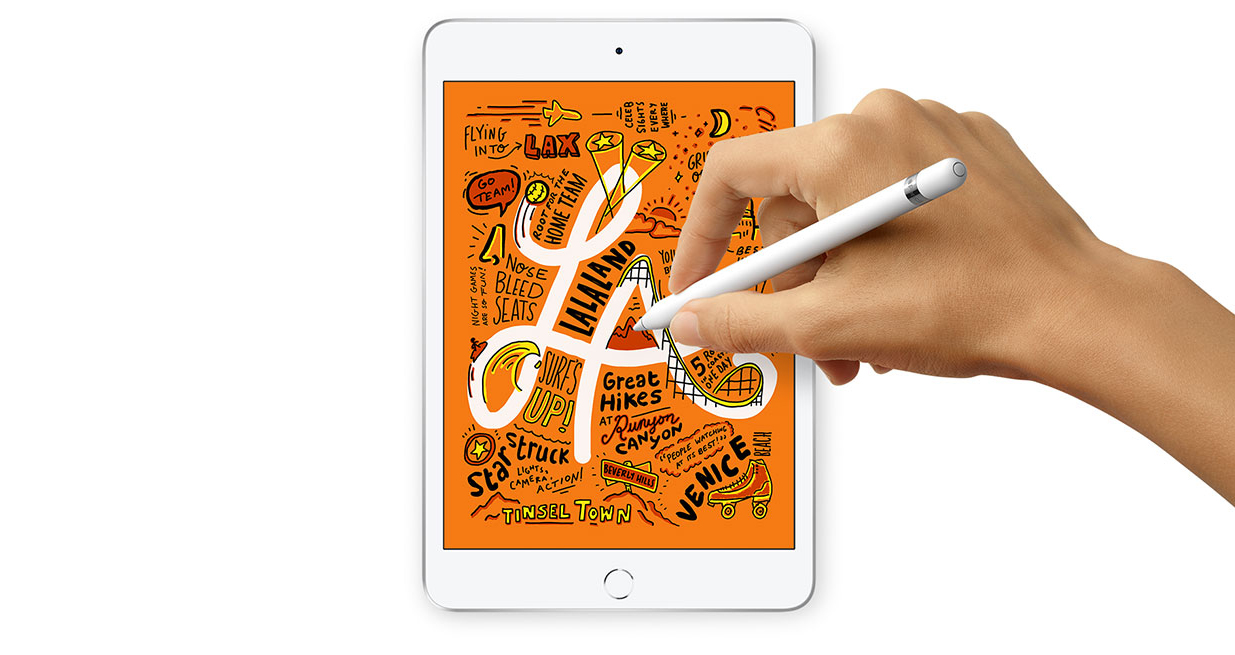 FLYING
INTO
LAX
CELEB
SIGHTS
EVERY
WHERE
GO
TEAM!
ROOT FOR THE
HOME TEAM
NOSE
BLEED
SEATS
NIGHT GAMES
ARE SO FUN!
LALALAND
LA
SURF'S
UP!
Great
HiKES
AT Runyon
CANYON
5
ONE DAY
Star Struck
LIGHTS,
CAMERA,
ACTION!
"PEOPLE WATCHING
AT ITS BEST!"
BEVERLY HILLS
VENICE
BEACH
TINSEL TOWN